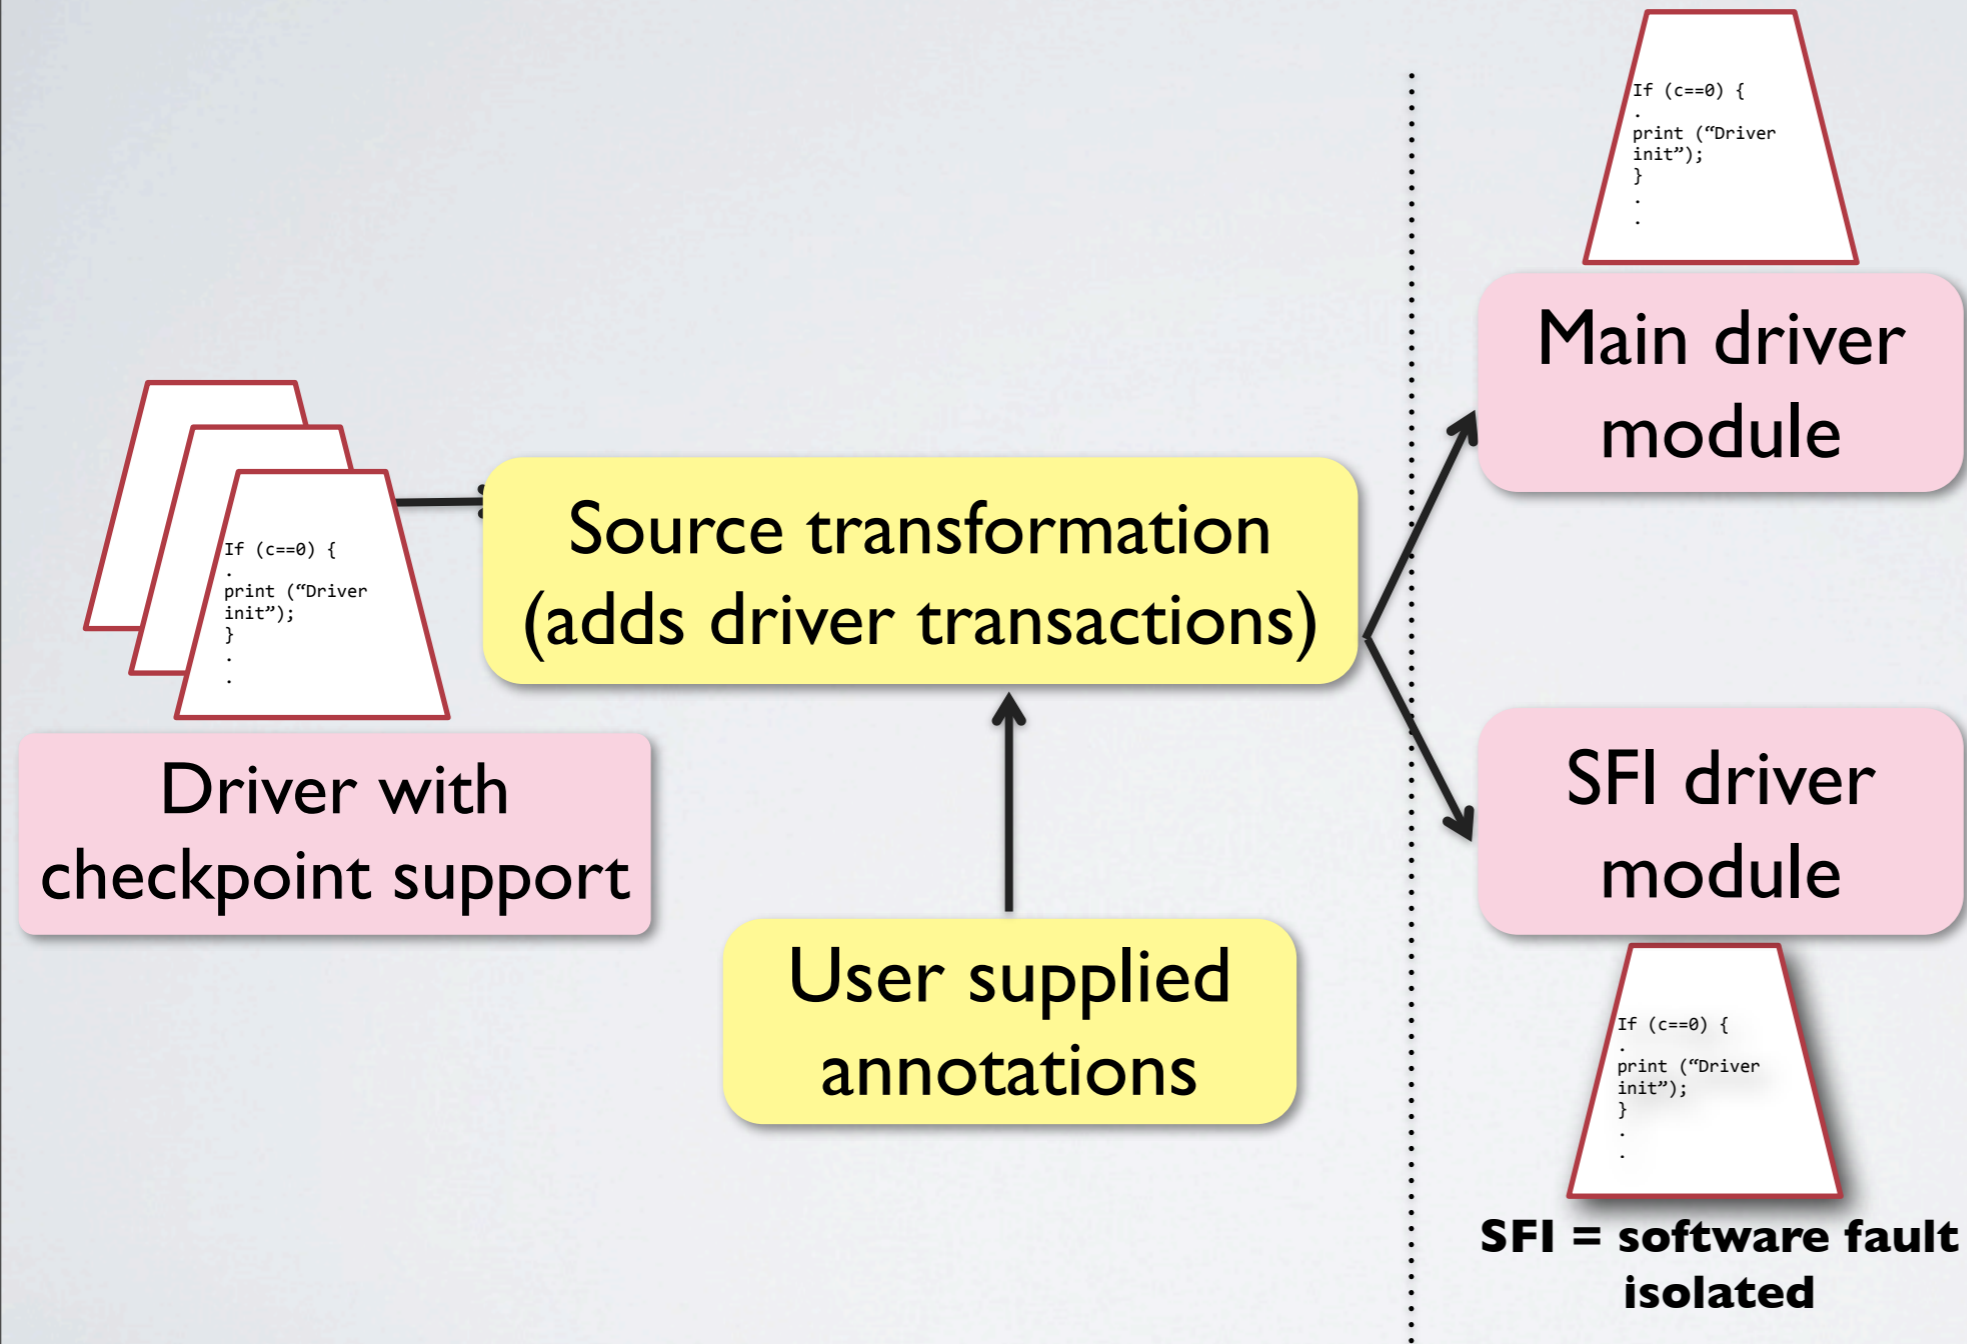 If (c==0) {
.
print (“Driver
init”);
}
.
.
Main driver
module
If (c==0) {
.
print (“Driver
init”);
}
.
.
Driver with
checkpoint support
Source transformation
(adds driver transactions)
User supplied
annotations
SFI driver
module
If (c==0) {
.
print (“Driver
init”);
}
.
.
SFI = software fault
isolated